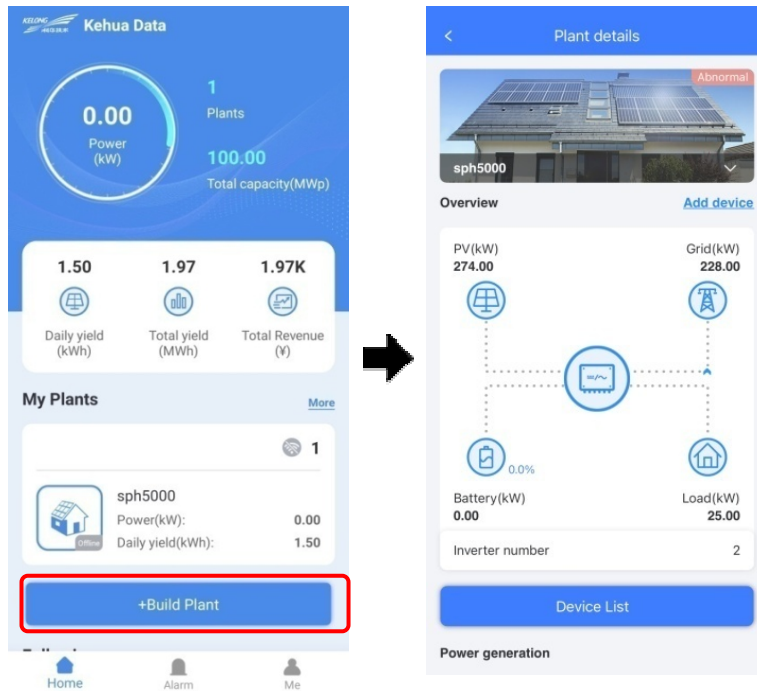 KELONG
Kehua Data
0.00
Power
(kW)
1
Plants
100.00
Total capacity(MWp)
1.50
1.97
1.97K
Daily yield
(kWh)
Total yield
(MWh)
Total Revenue
(¥)
My Plants
More
1
sph5000
Offline
Power(kW):
0.00
Daily yield(kWh):
1.50
+Build Plant
Home
Alarm
Me
Plant details
Abnormal
sph5000
Overview
Add device
PV(kW)
274.00
Grid(kW)
228.00
0.0%
Battery(kW)
0.00
Load(kW)
25.00
Inverter number
2
Device List
Power generation